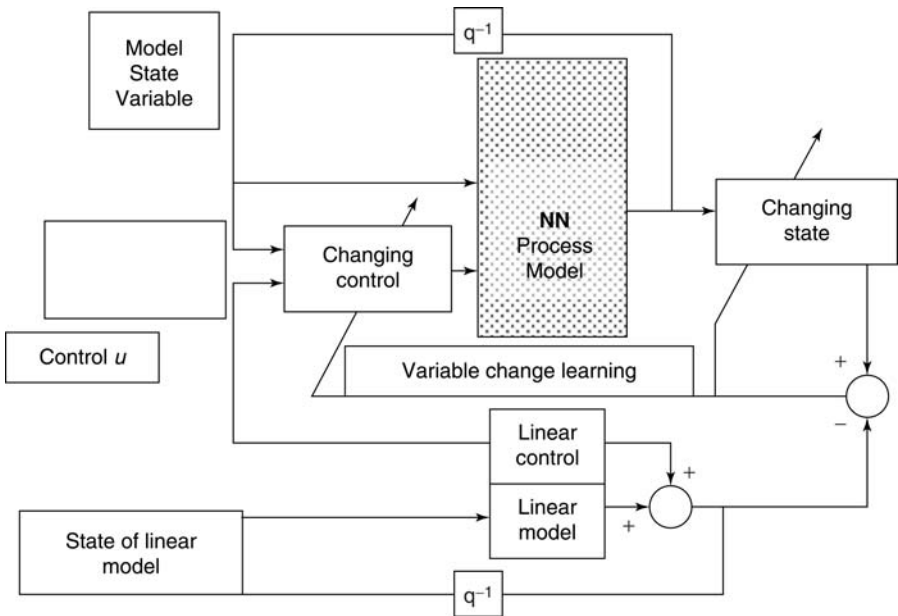 q⁻¹
Model
State
Variable
NN
Process
Model
Changing
state
Changing
control
Control u
Variable change learning
+
−
Linear
control
+
Linear
model
+
State of linear
model
q⁻¹